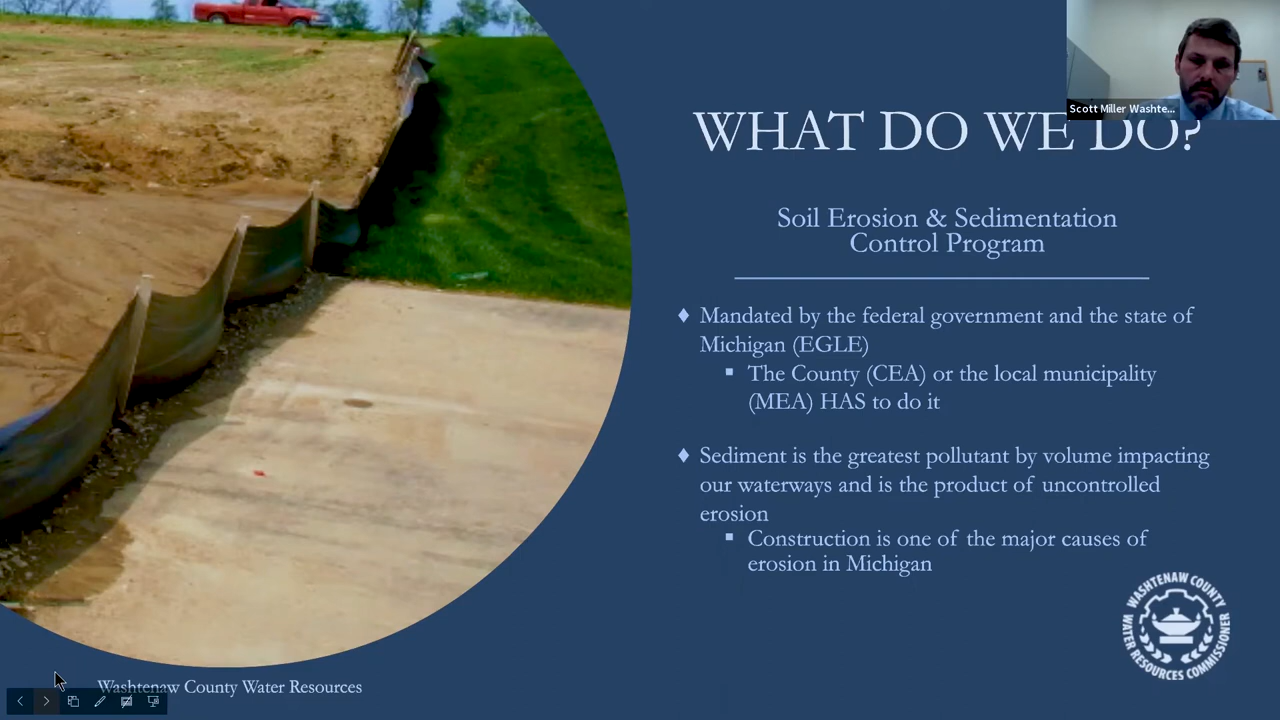 Scott Miller Washte...
WHAT DO WE DO?
Soil Erosion & Sedimentation
Control Program
♦ Mandated by the federal government and the state of
Michigan (EGLE)
▪ The County (CEA) or the local municipality
(MEA) HAS to do it
♦ Sediment is the greatest pollutant by volume impacting
our waterways and is the product of uncontrolled
erosion
▪ Construction is one of the major causes of
erosion in Michigan
WASHTENAW COUNTY
WATER RESOURCES COMMISSIONER
Washtenaw County Water Resources